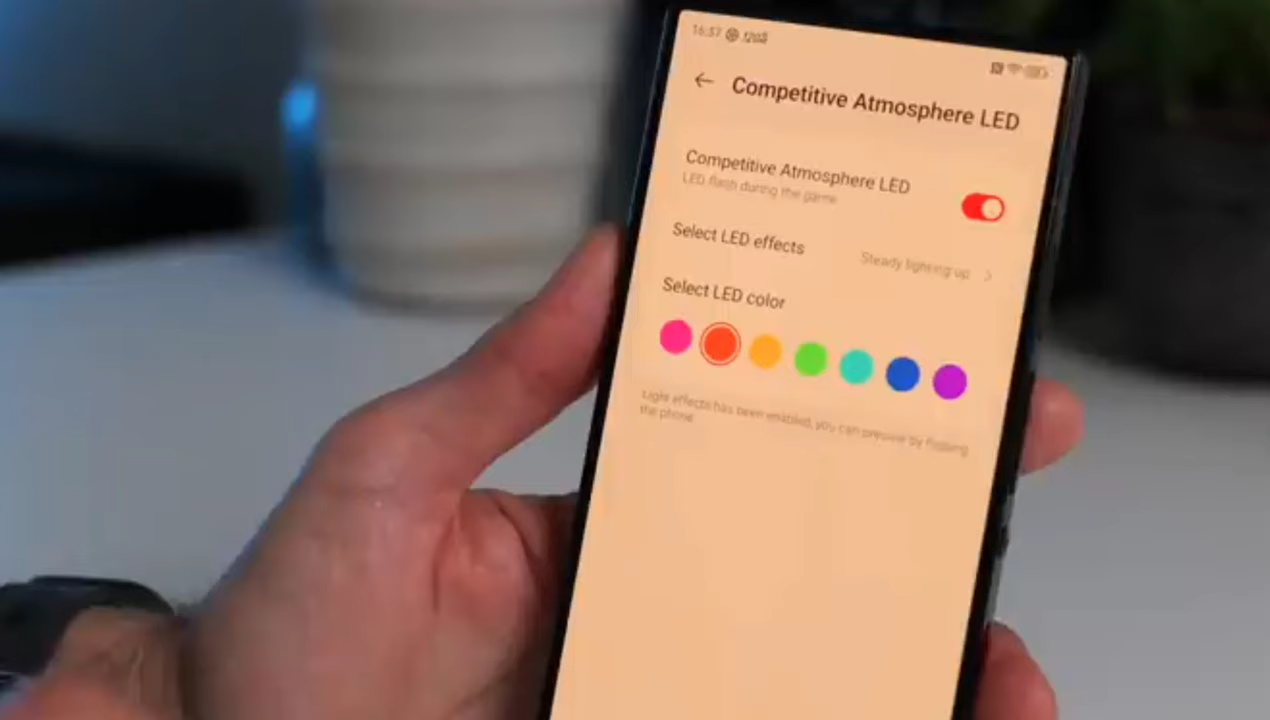 16:57
Competitive Atmosphere LED
Competitive Atmosphere LED
LED flash during the game
Select LED effects
Steady lighting up
Select LED color
Light effects has been enabled, you can preview by flipping
the phone